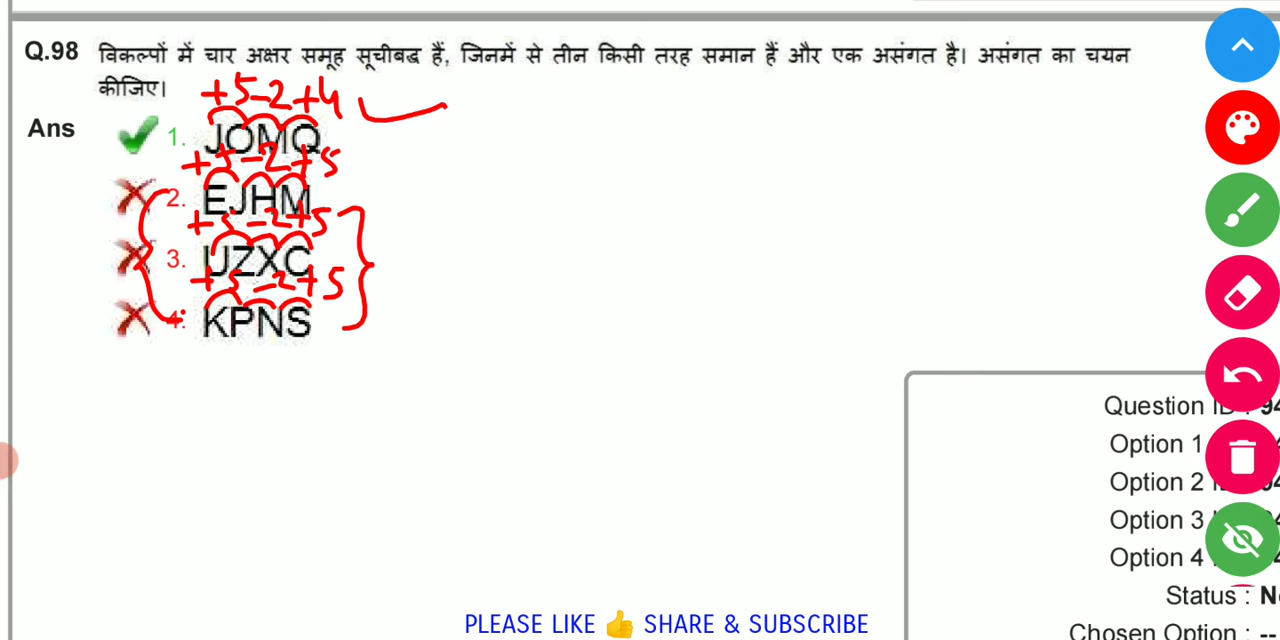 Q.98 विकल्पों में चार अक्षर समूह सूचीबद्ध हैं, जिनमें से तीन किसी तरह समान हैं और एक असंगत है। असंगत का चयन
कीजिए।
+5-2+4
Ans 1. JOMQ
+5-2+5
2. EJHM
+5-2+5
3. UZXC
+5-2+5
4. KPNS
Question ID :
Option 1
Option 2
Option 3
Option 4
Status :
Chosen Option : --
PLEASE LIKE 👍 SHARE & SUBSCRIBE